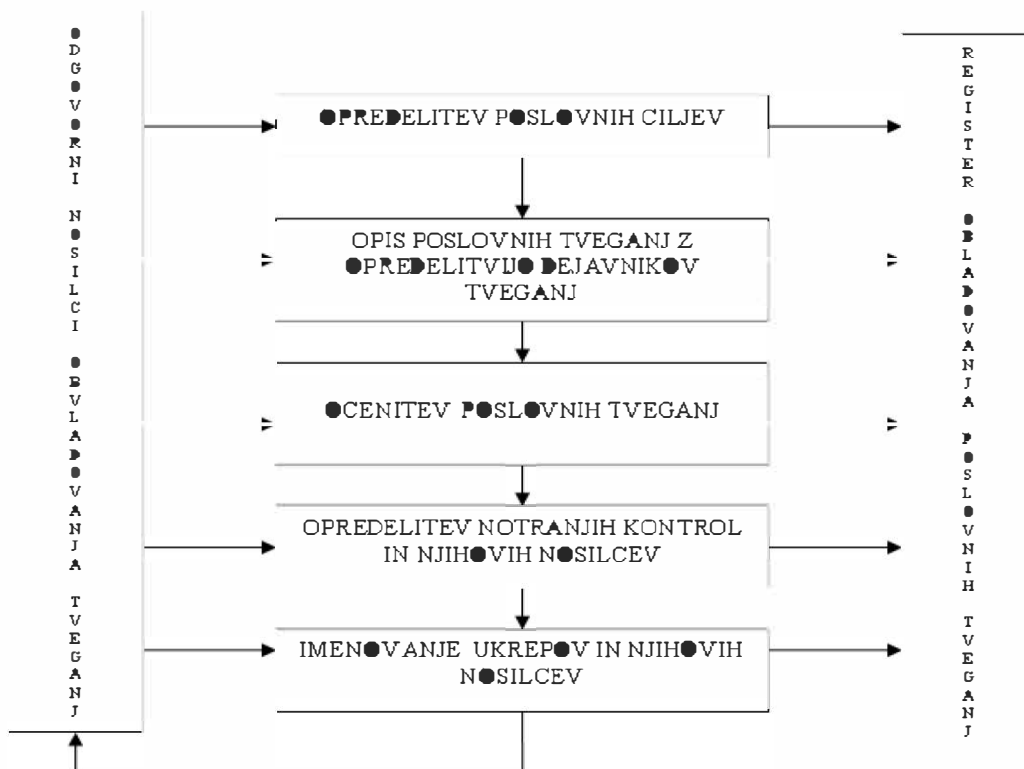 ODGOVORNI NOSILCI OBVLADOVANJA TVEGANJ
OPREDELITEV POSLOVNIH CILJEV
OPIS POSLOVNIH TVEGANJ Z
OPREDELITVIJO DEJAVNIKOV
TVEGANJ
OCENITEV POSLOVNIH TVEGANJ
OPREDELITEV NOTRANJIH KONTROL
IN NJIHOVIH NOSILCEV
IMENOVANJE UKREPOV IN NJIHOVIH
NOSILCEV
REGISTER OBLADOVANJA POSLOVNIH TVEGANJ